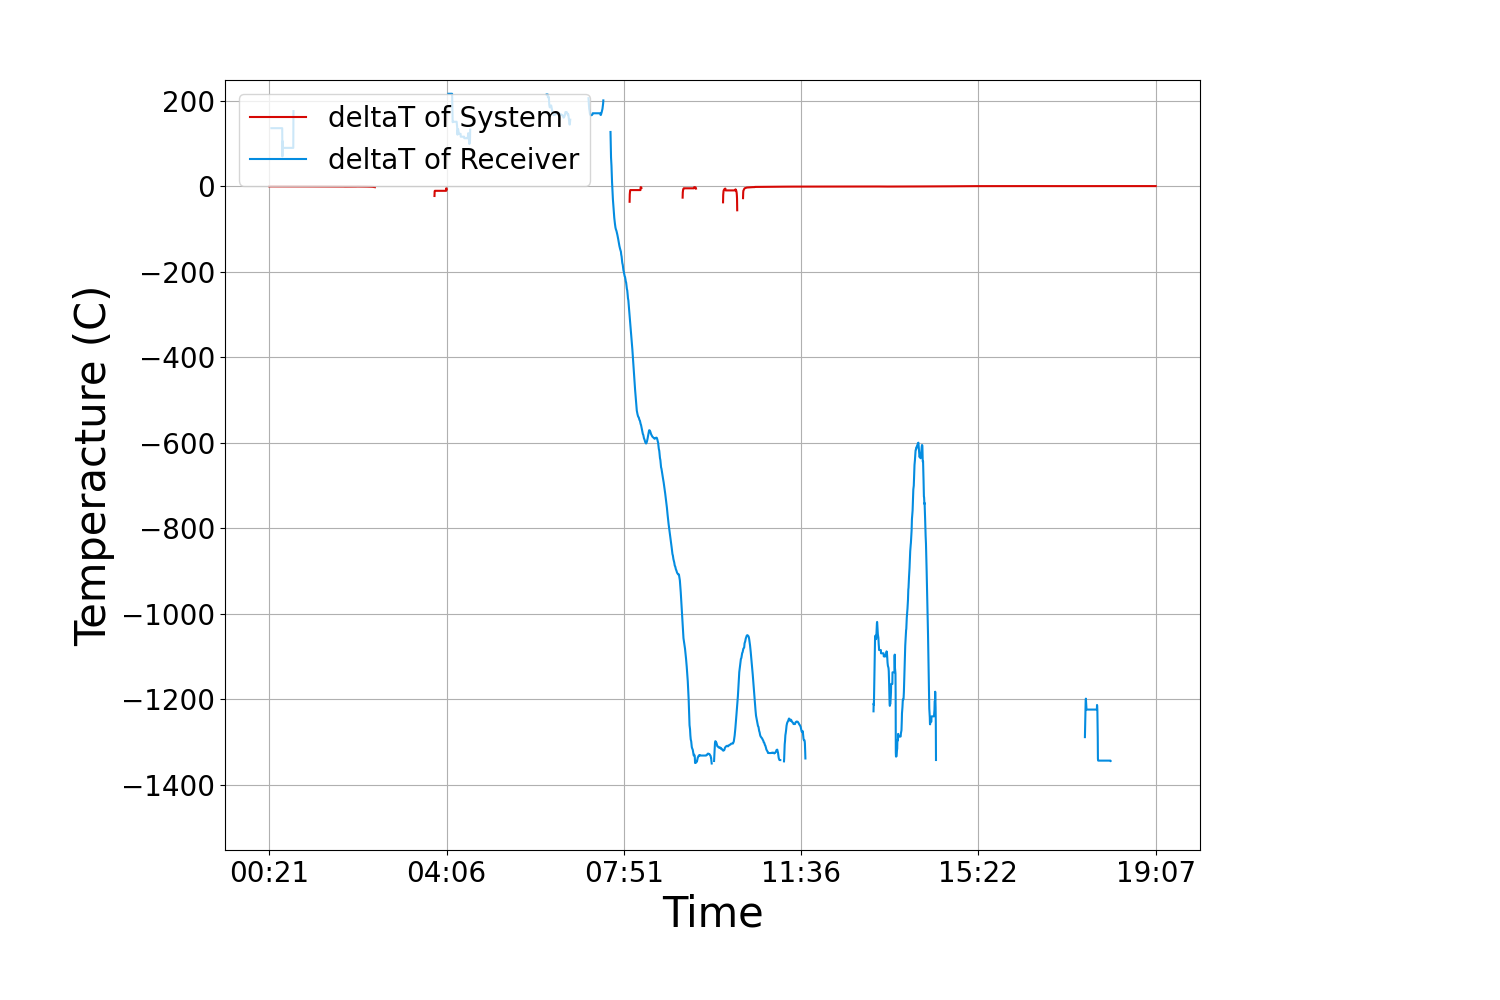 200
0
−200
−400
−600
−800
−1000
−1200
−1400
Temperacture (C)
deltaT of System
deltaT of Receiver
00:21 04:06 07:51 11:36 15:22 19:07
Time